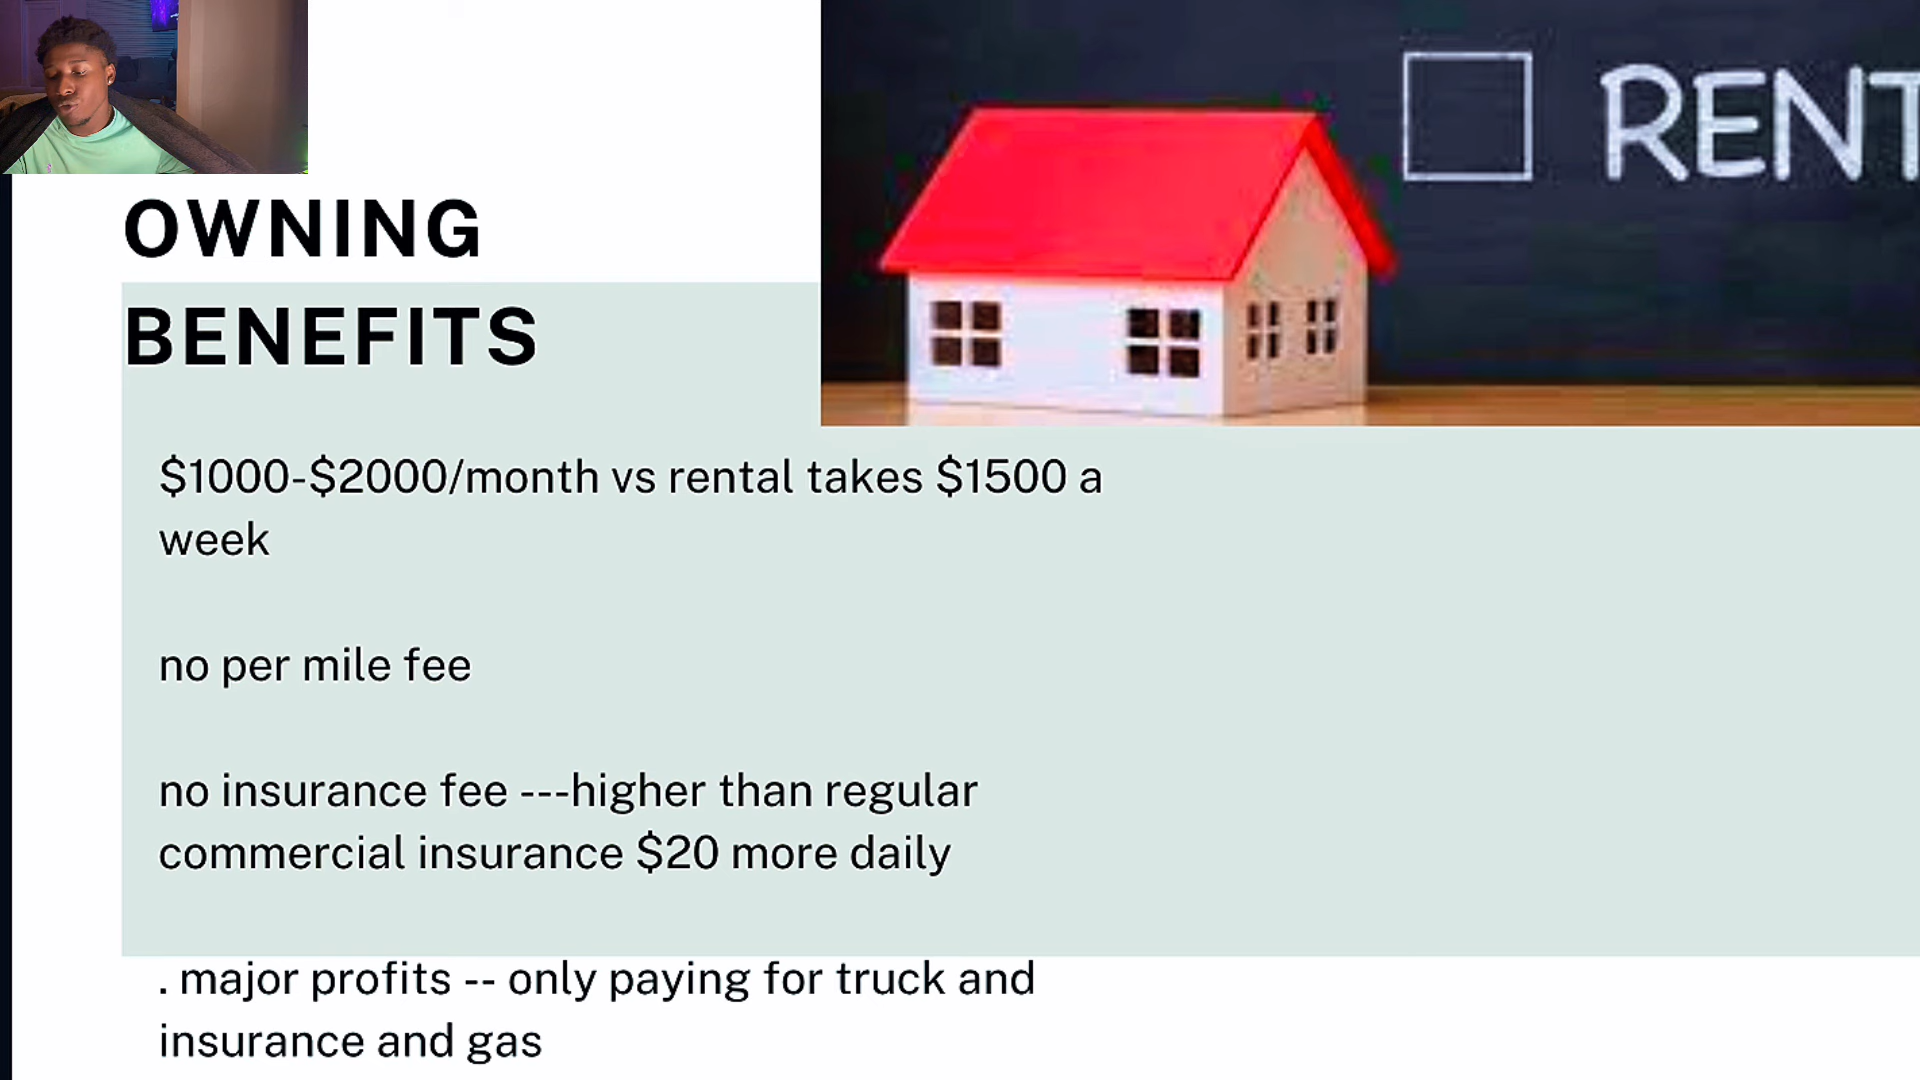 RENT
OWNING
BENEFITS
$1000-$2000/month vs rental takes $1500 a
week
no per mile fee
no insurance fee ---higher than regular
commercial insurance $20 more daily
. major profits -- only paying for truck and
insurance and gas